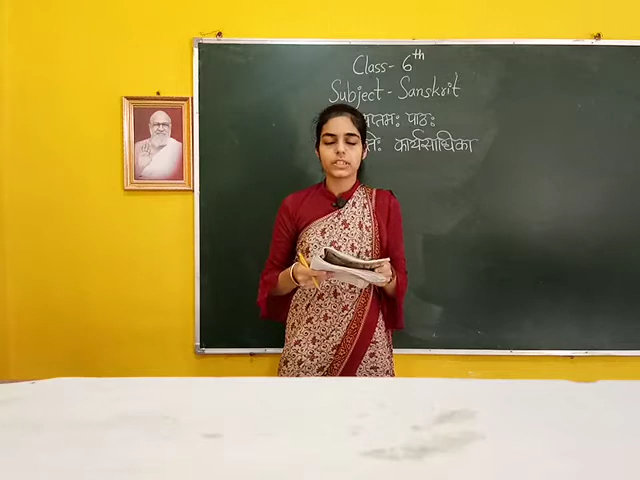 Class- 6th
Subject - Sanskrit
पाठः
कार्यसाधिका